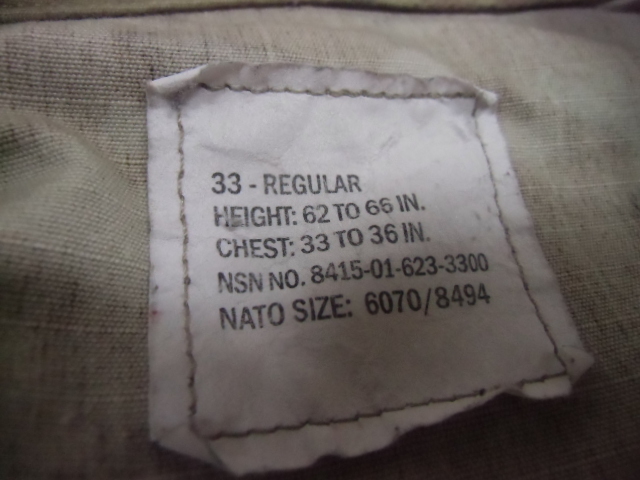 33 - REGULAR
HEIGHT: 62 TO 66 IN.
CHEST: 33 TO 36 IN.
NSN NO. 8415-01-623-3300
NATO SIZE: 6070/8494